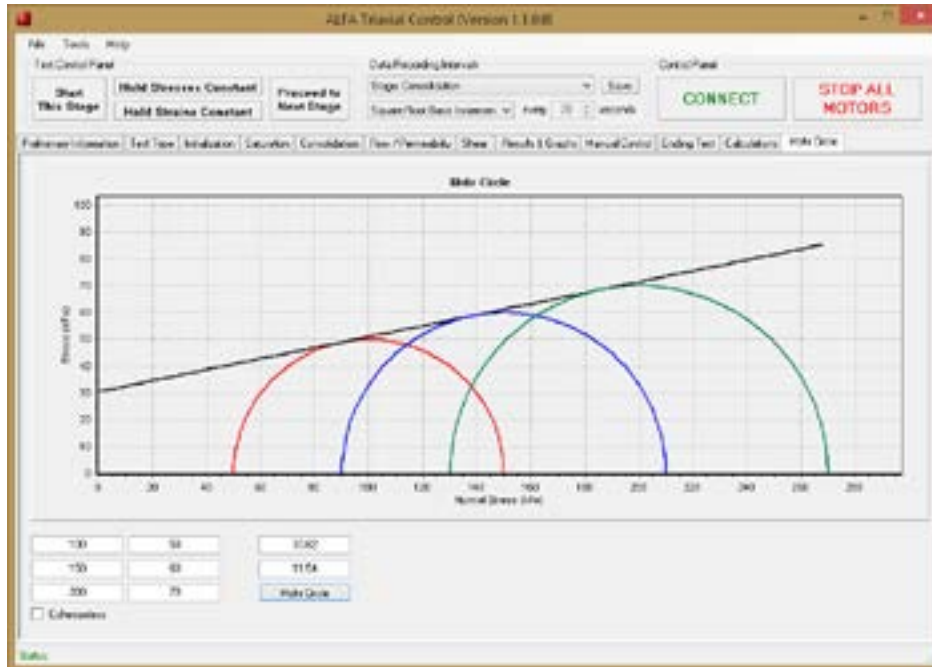 ALFA Triaxial Control (Version 1.1.0.0)
File Tools Help
Test Control Panel
Data Recording Intervals
Control Panel
Start This Stage
Hold Stresses Constant
Hold Strains Constant
Proceed to Next Stage
Stage: Consolidation
Save
Square Root Base Increment
every
seconds
CONNECT
STOP ALL MOTORS
Preliminary Information Test Type Initialization Saturation Consolidation Flow / Permeability Shear Results & Graphs Manual Control Ending Test Calculations Mohr Circle
Mohr Circle
100
90
80
70
60
50
40
30
20
10
0
Stress (kPa)
0 20 40 60 80 100 120 140 160 180 200 220 240 260 280
Normal Stress (kPa)
100 50
150 60
200 70
Mohr Circle
Cohesionless
Status: